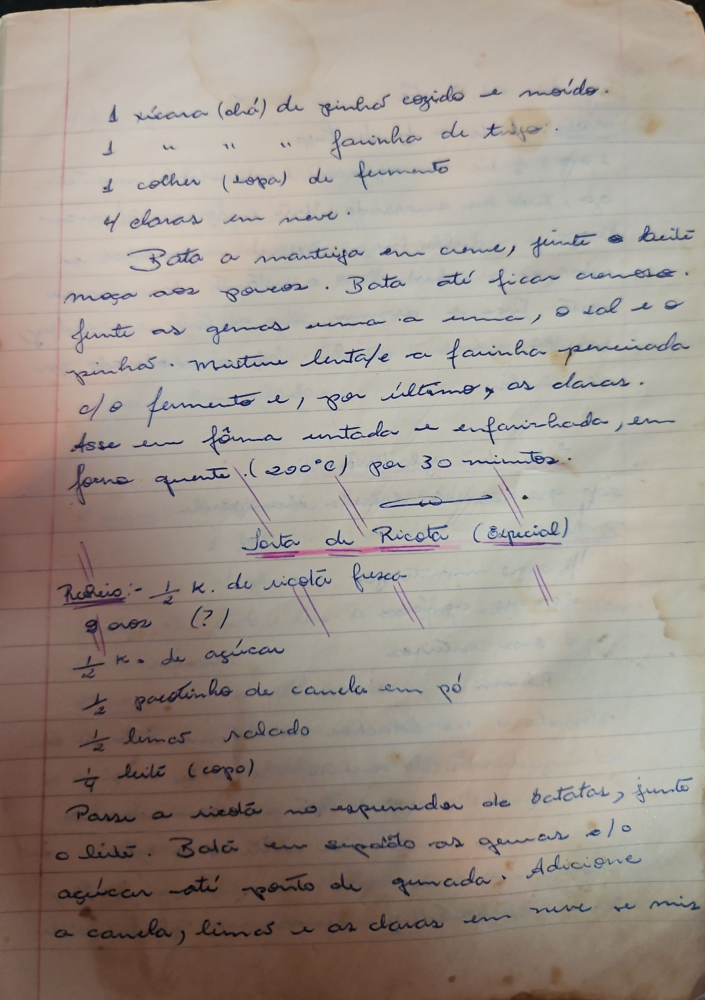 1 xícara (chá) de pinhão cozido e moído.
1 " " " farinha de trigo.
1 colher (sopa) de fermento
4 claras em neve.
Bata a manteiga em creme, junte o leite
moça aos poucos. Bata até ficar cremoso.
Junte as gemas uma a uma, o sal e o
pinhão. Misture lenta/e a farinha peneirada
c/o fermento e, por último, as claras.
Asse em fôrma untada e enfarinhada, em
forno quente (200°C) por 30 minutos.
Torta de Ricota (Especial)
Recheio:- 1/2 K. de ricota fresca
9 ovos (?)
1/2 K. de açúcar
1/2 pacotinho de canela em pó
1/2 limão ralado
1/4 leite (copo)
Passe a ricota no espremedor de batatas, junte
o leite. Bata em separado as gemas c/o
açúcar até ponto de gemada. Adicione
a canela, limão e as claras em neve e mis